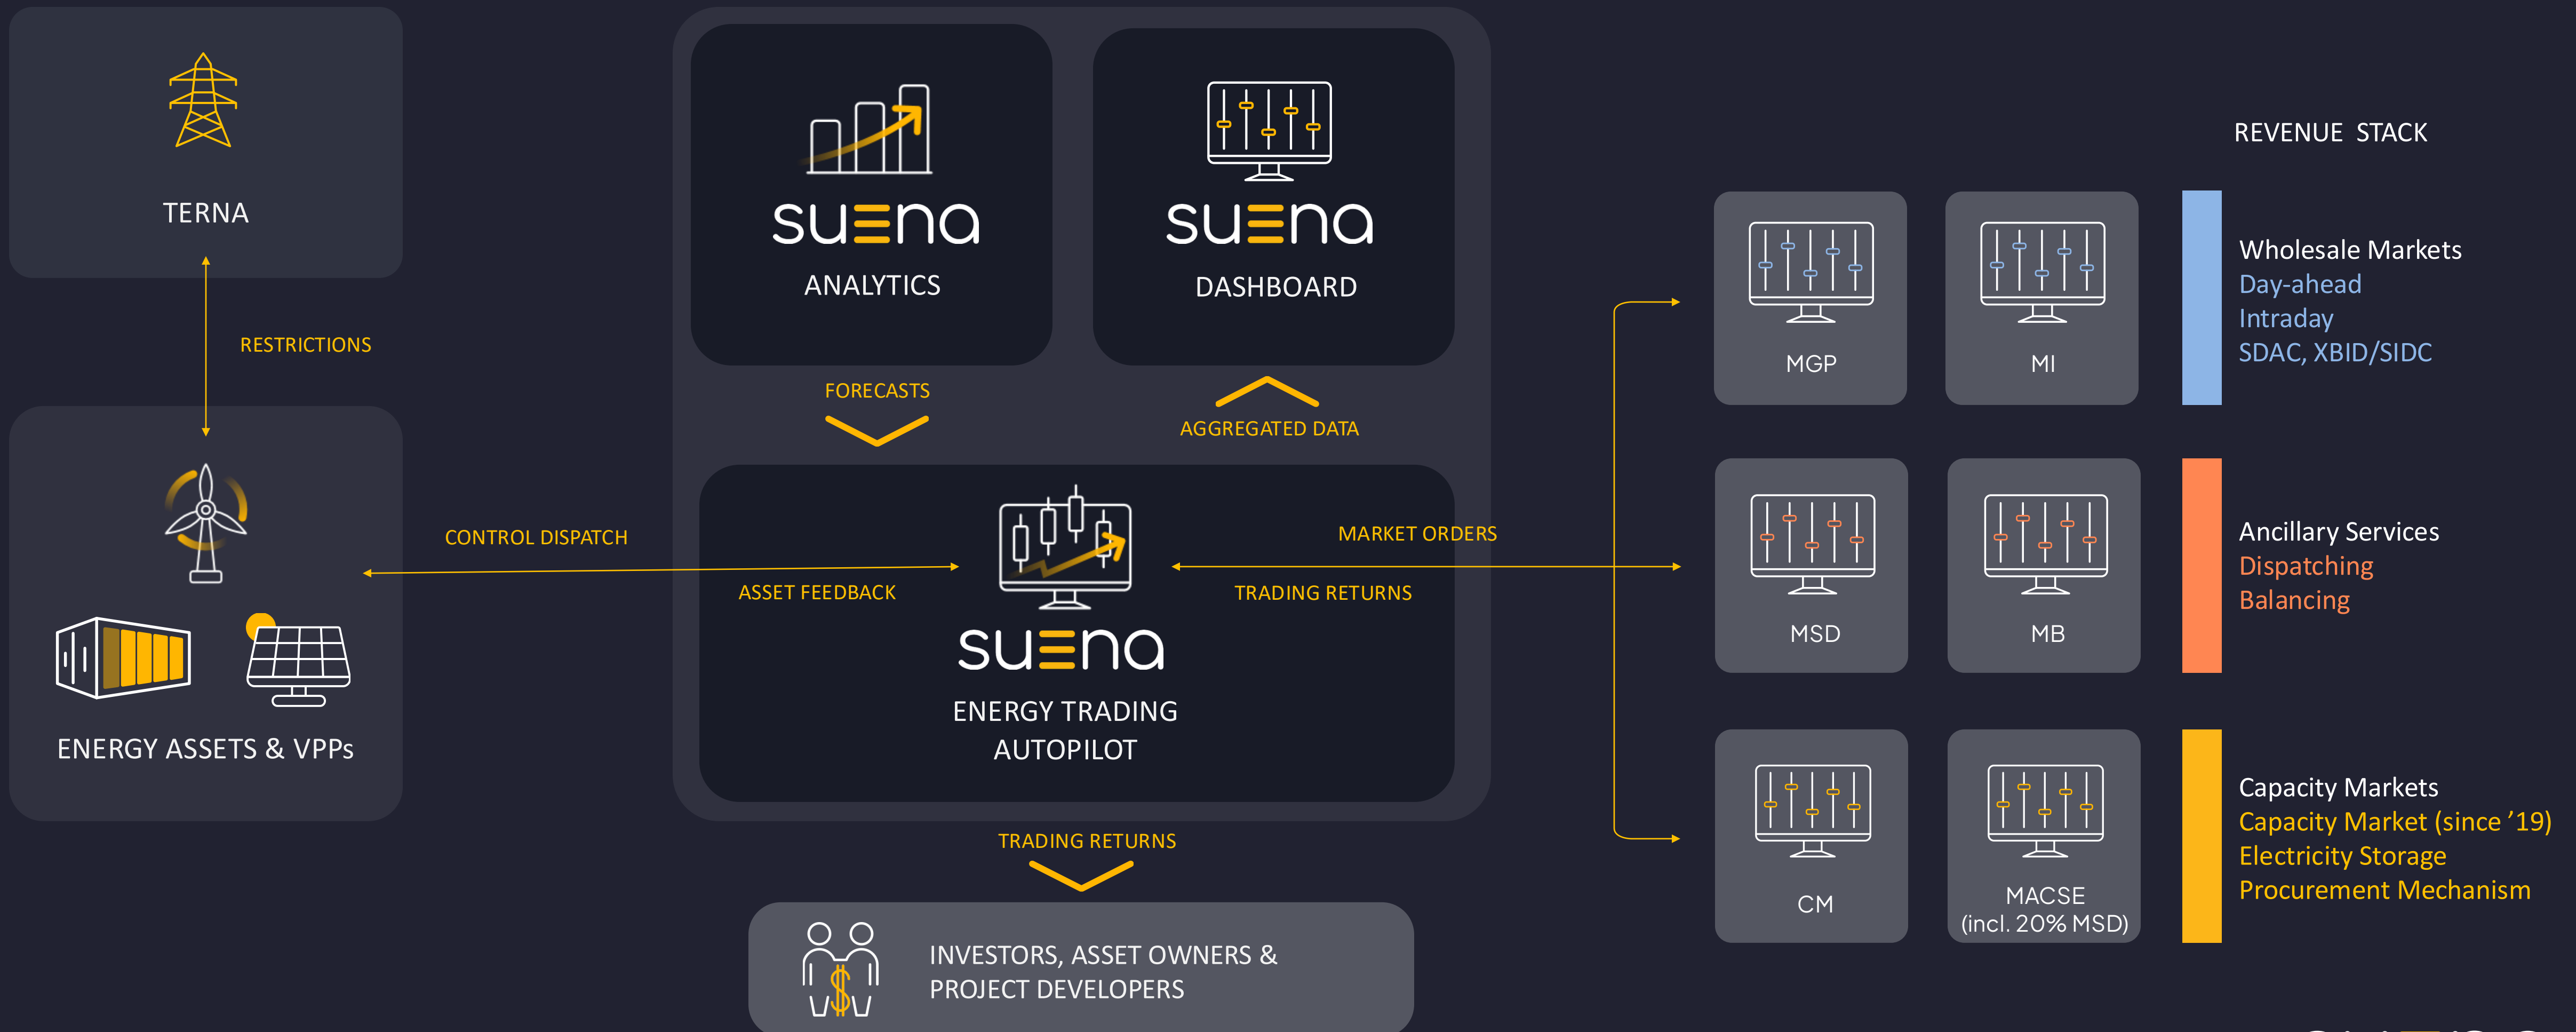 TERNA
RESTRICTIONS
ENERGY ASSETS & VPPs
CONTROL DISPATCH
ASSET FEEDBACK
suena
ANALYTICS
suena
DASHBOARD
FORECASTS
AGGREGATED DATA
suena
ENERGY TRADING
AUTOPILOT
MARKET ORDERS
TRADING RETURNS
TRADING RETURNS
INVESTORS, ASSET OWNERS &
PROJECT DEVELOPERS
REVENUE STACK
MGP
MI
Wholesale Markets
Day-ahead
Intraday
SDAC, XBID/SIDC
MSD
MB
Ancillary Services
Dispatching
Balancing
CM
MACSE
(incl. 20% MSD)
Capacity Markets
Capacity Market (since ’19)
Electricity Storage
Procurement Mechanism